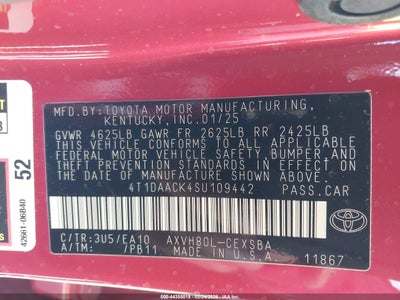 MFD.BY:TOYOTA MOTOR MANUFACTURING,
KENTUCKY,INC.01/25
GVWR 4625LB GAWR FR 2625LB RR 2425LB
THIS VEHICLE CONFORMS TO ALL APPLICABLE
FEDERAL MOTOR VEHICLE SAFETY,BUMPER,AND
THEFT PREVENTION STANDARDS IN EFFECT ON
THE DATE OF MANUFACTURE SHOWN ABOVE.
4T1DAACK4SU109442 PASS.CAR
C/TR:3U5/EA10 AXVH80L-CEXSBA
A/TM: /PB11 MADE IN U.S.A.
11867
TOYOTA
52
42661-06B40